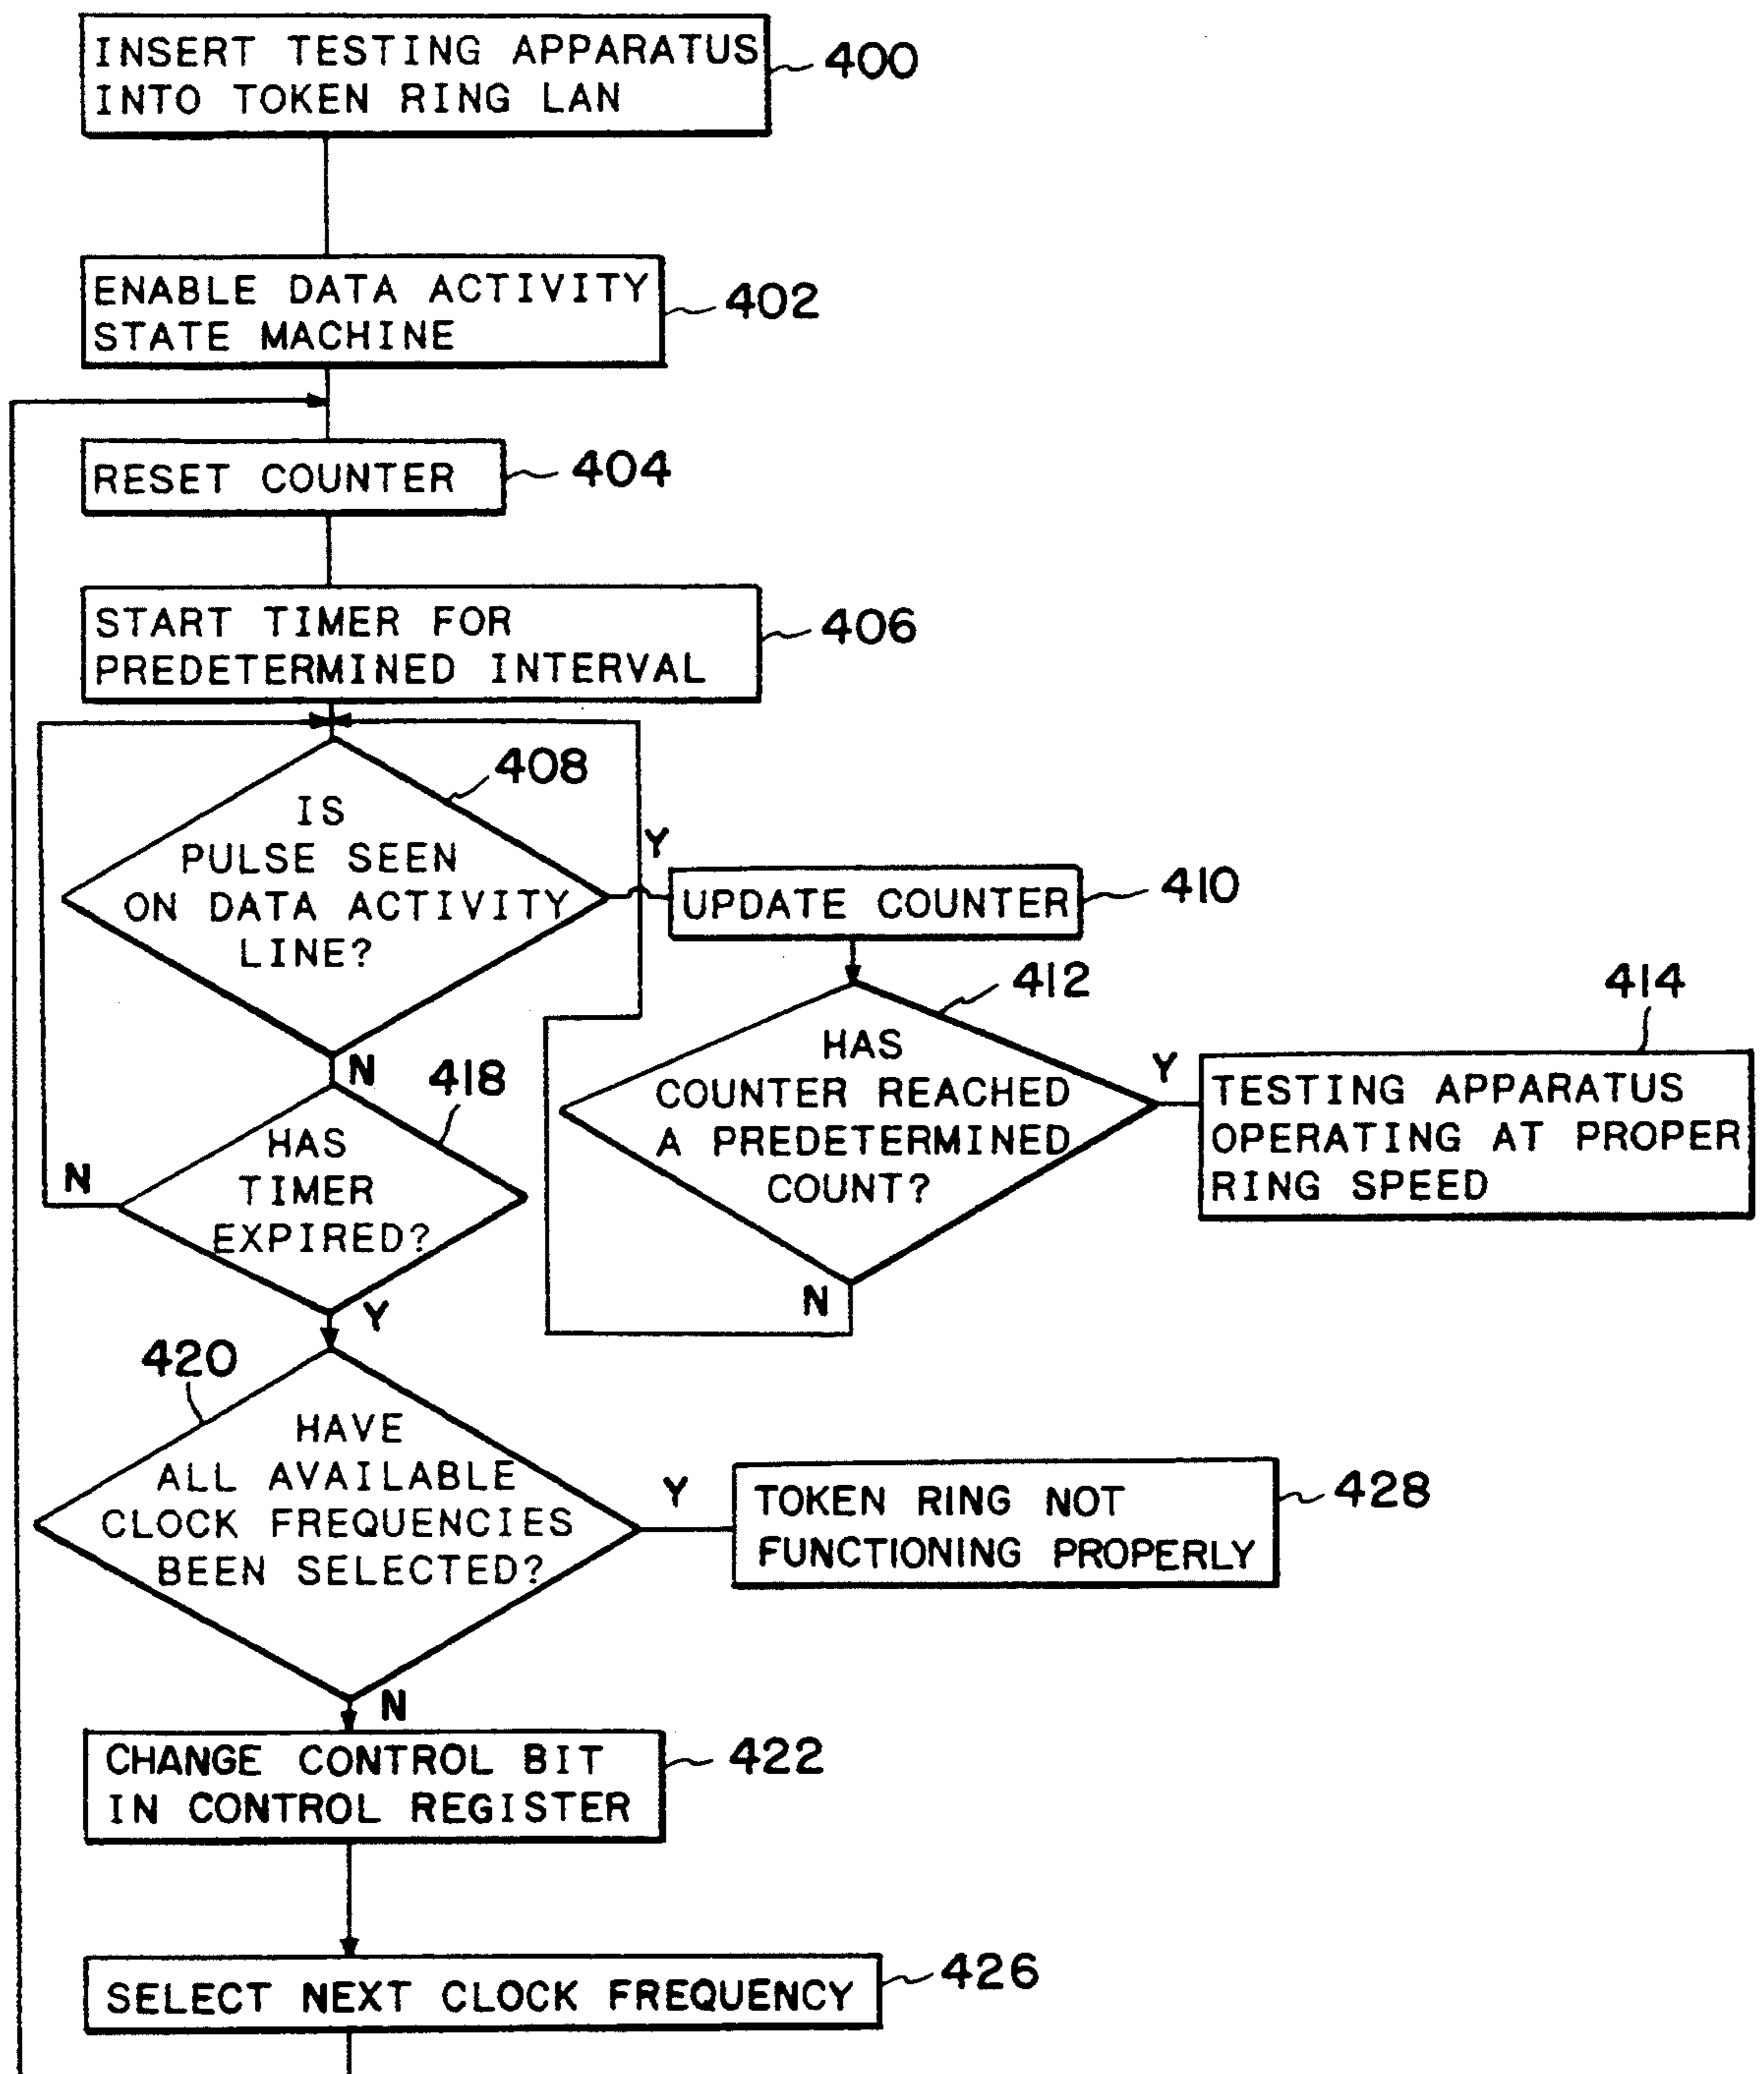 INSERT TESTING APPARATUS
INTO TOKEN RING LAN
400
ENABLE DATA ACTIVITY
STATE MACHINE
402
RESET COUNTER
404
START TIMER FOR
PREDETERMINED INTERVAL
406
408
IS
PULSE SEEN
ON DATA ACTIVITY
LINE?
Y
UPDATE COUNTER
410
412
HAS
COUNTER REACHED
A PREDETERMINED
COUNT?
Y
414
TESTING APPARATUS
OPERATING AT PROPER
RING SPEED
N
N
418
HAS
TIMER
EXPIRED?
N
Y
420
HAVE
ALL AVAILABLE
CLOCK FREQUENCIES
BEEN SELECTED?
Y
TOKEN RING NOT
FUNCTIONING PROPERLY
428
N
CHANGE CONTROL BIT
IN CONTROL REGISTER
422
SELECT NEXT CLOCK FREQUENCY
426